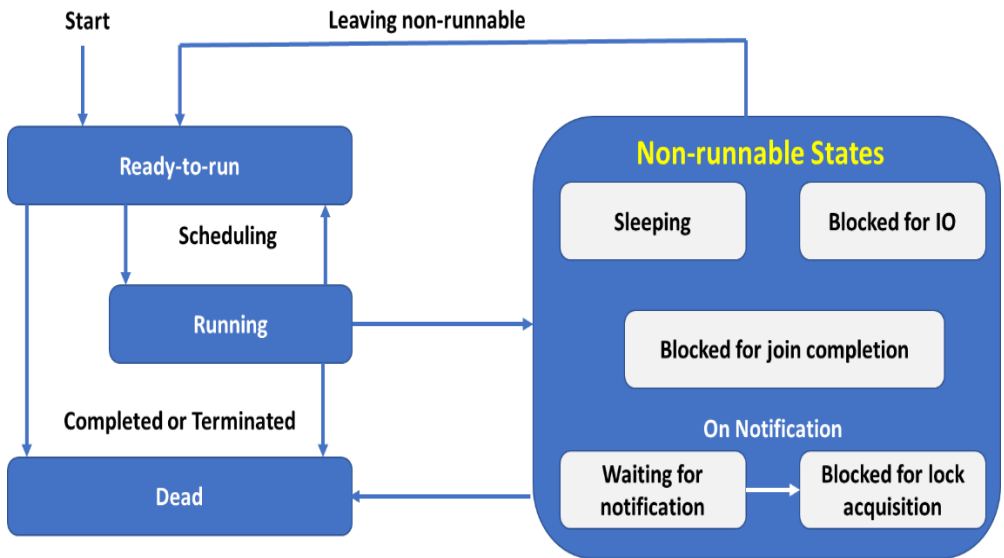 Start
Leaving non-runnable
Ready-to-run
Non-runnable States
Sleeping
Blocked for IO
Scheduling
Running
Blocked for join completion
Completed or Terminated
On Notification
Dead
Waiting for
notification
Blocked for lock
acquisition